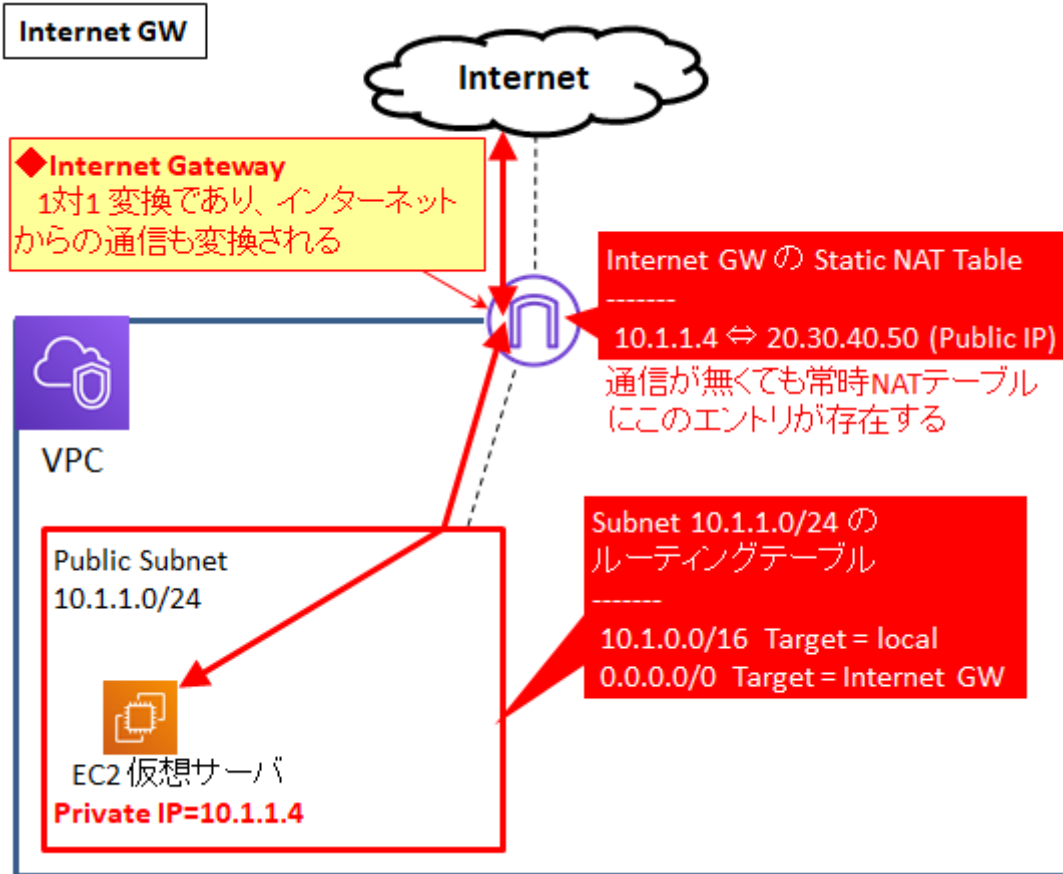 Internet GW
Internet
◆Internet Gateway
1対1 変換であり、インターネット
からの通信も変換される
Internet GW の Static NAT Table
-------
10.1.1.4 ⇔ 20.30.40.50 (Public IP)
通信が無くても常時NATテーブル
にこのエントリが存在する
VPC
Subnet 10.1.1.0/24 の
ルーティングテーブル
-------
10.1.0.0/16 Target = local
0.0.0.0/0 Target = Internet GW
Public Subnet
10.1.1.0/24
EC2 仮想サーバ
Private IP=10.1.1.4